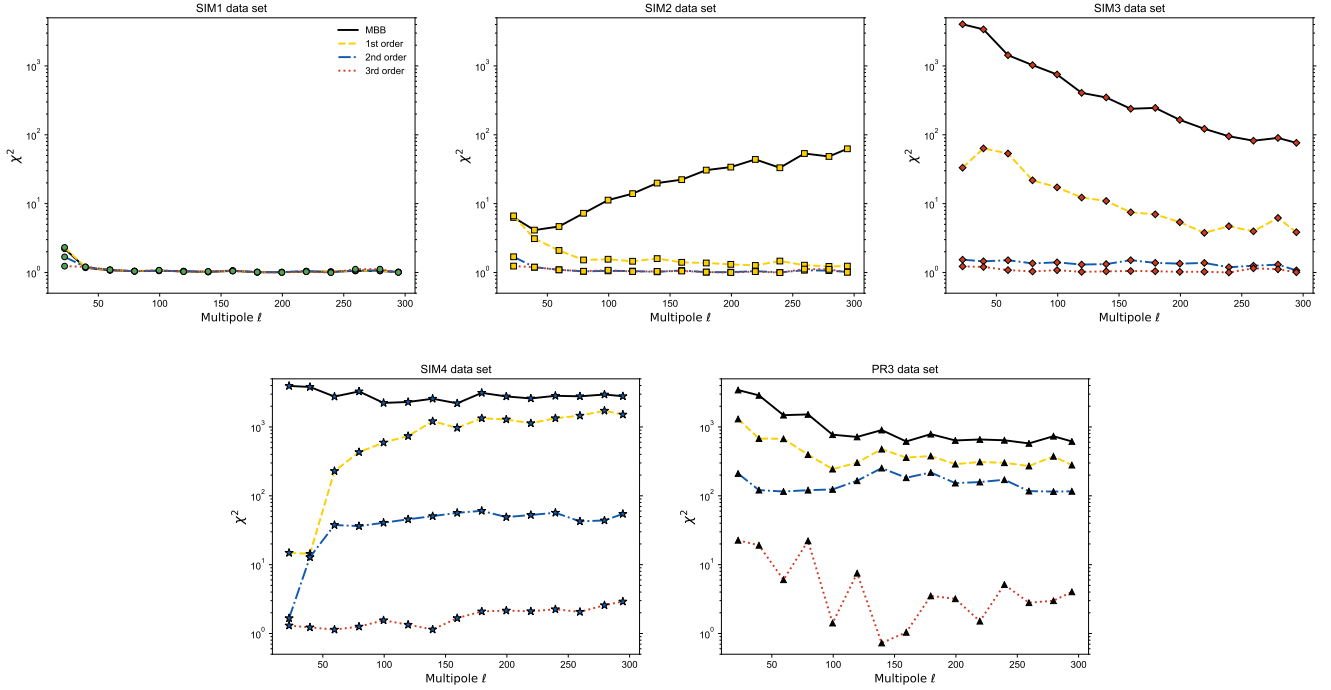 SIM1 data set
SIM2 data set
SIM3 data set
MBB
1st order
2nd order
3rd order
10³
10²
10¹
10⁰
χ²
50 100 150 200 250 300
Multipole ℓ
10³
10²
10¹
10⁰
χ²
50 100 150 200 250 300
Multipole ℓ
10³
10²
10¹
10⁰
χ²
50 100 150 200 250 300
Multipole ℓ
SIM4 data set
PR3 data set
10³
10²
10¹
10⁰
χ²
50 100 150 200 250 300
Multipole ℓ
10³
10²
10¹
10⁰
χ²
50 100 150 200 250 300
Multipole ℓ